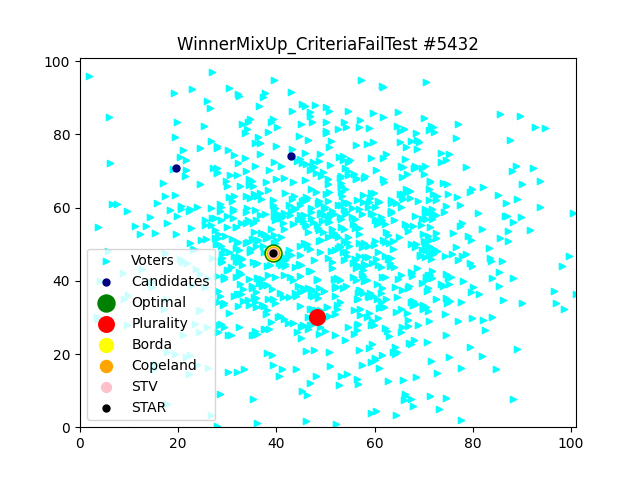 WinnerMixUp_CriteriaFailTest #5432
100
80
60
40
20
0
0 20 40 60 80 100
Voters
Candidates
Optimal
Plurality
Borda
Copeland
STV
STAR